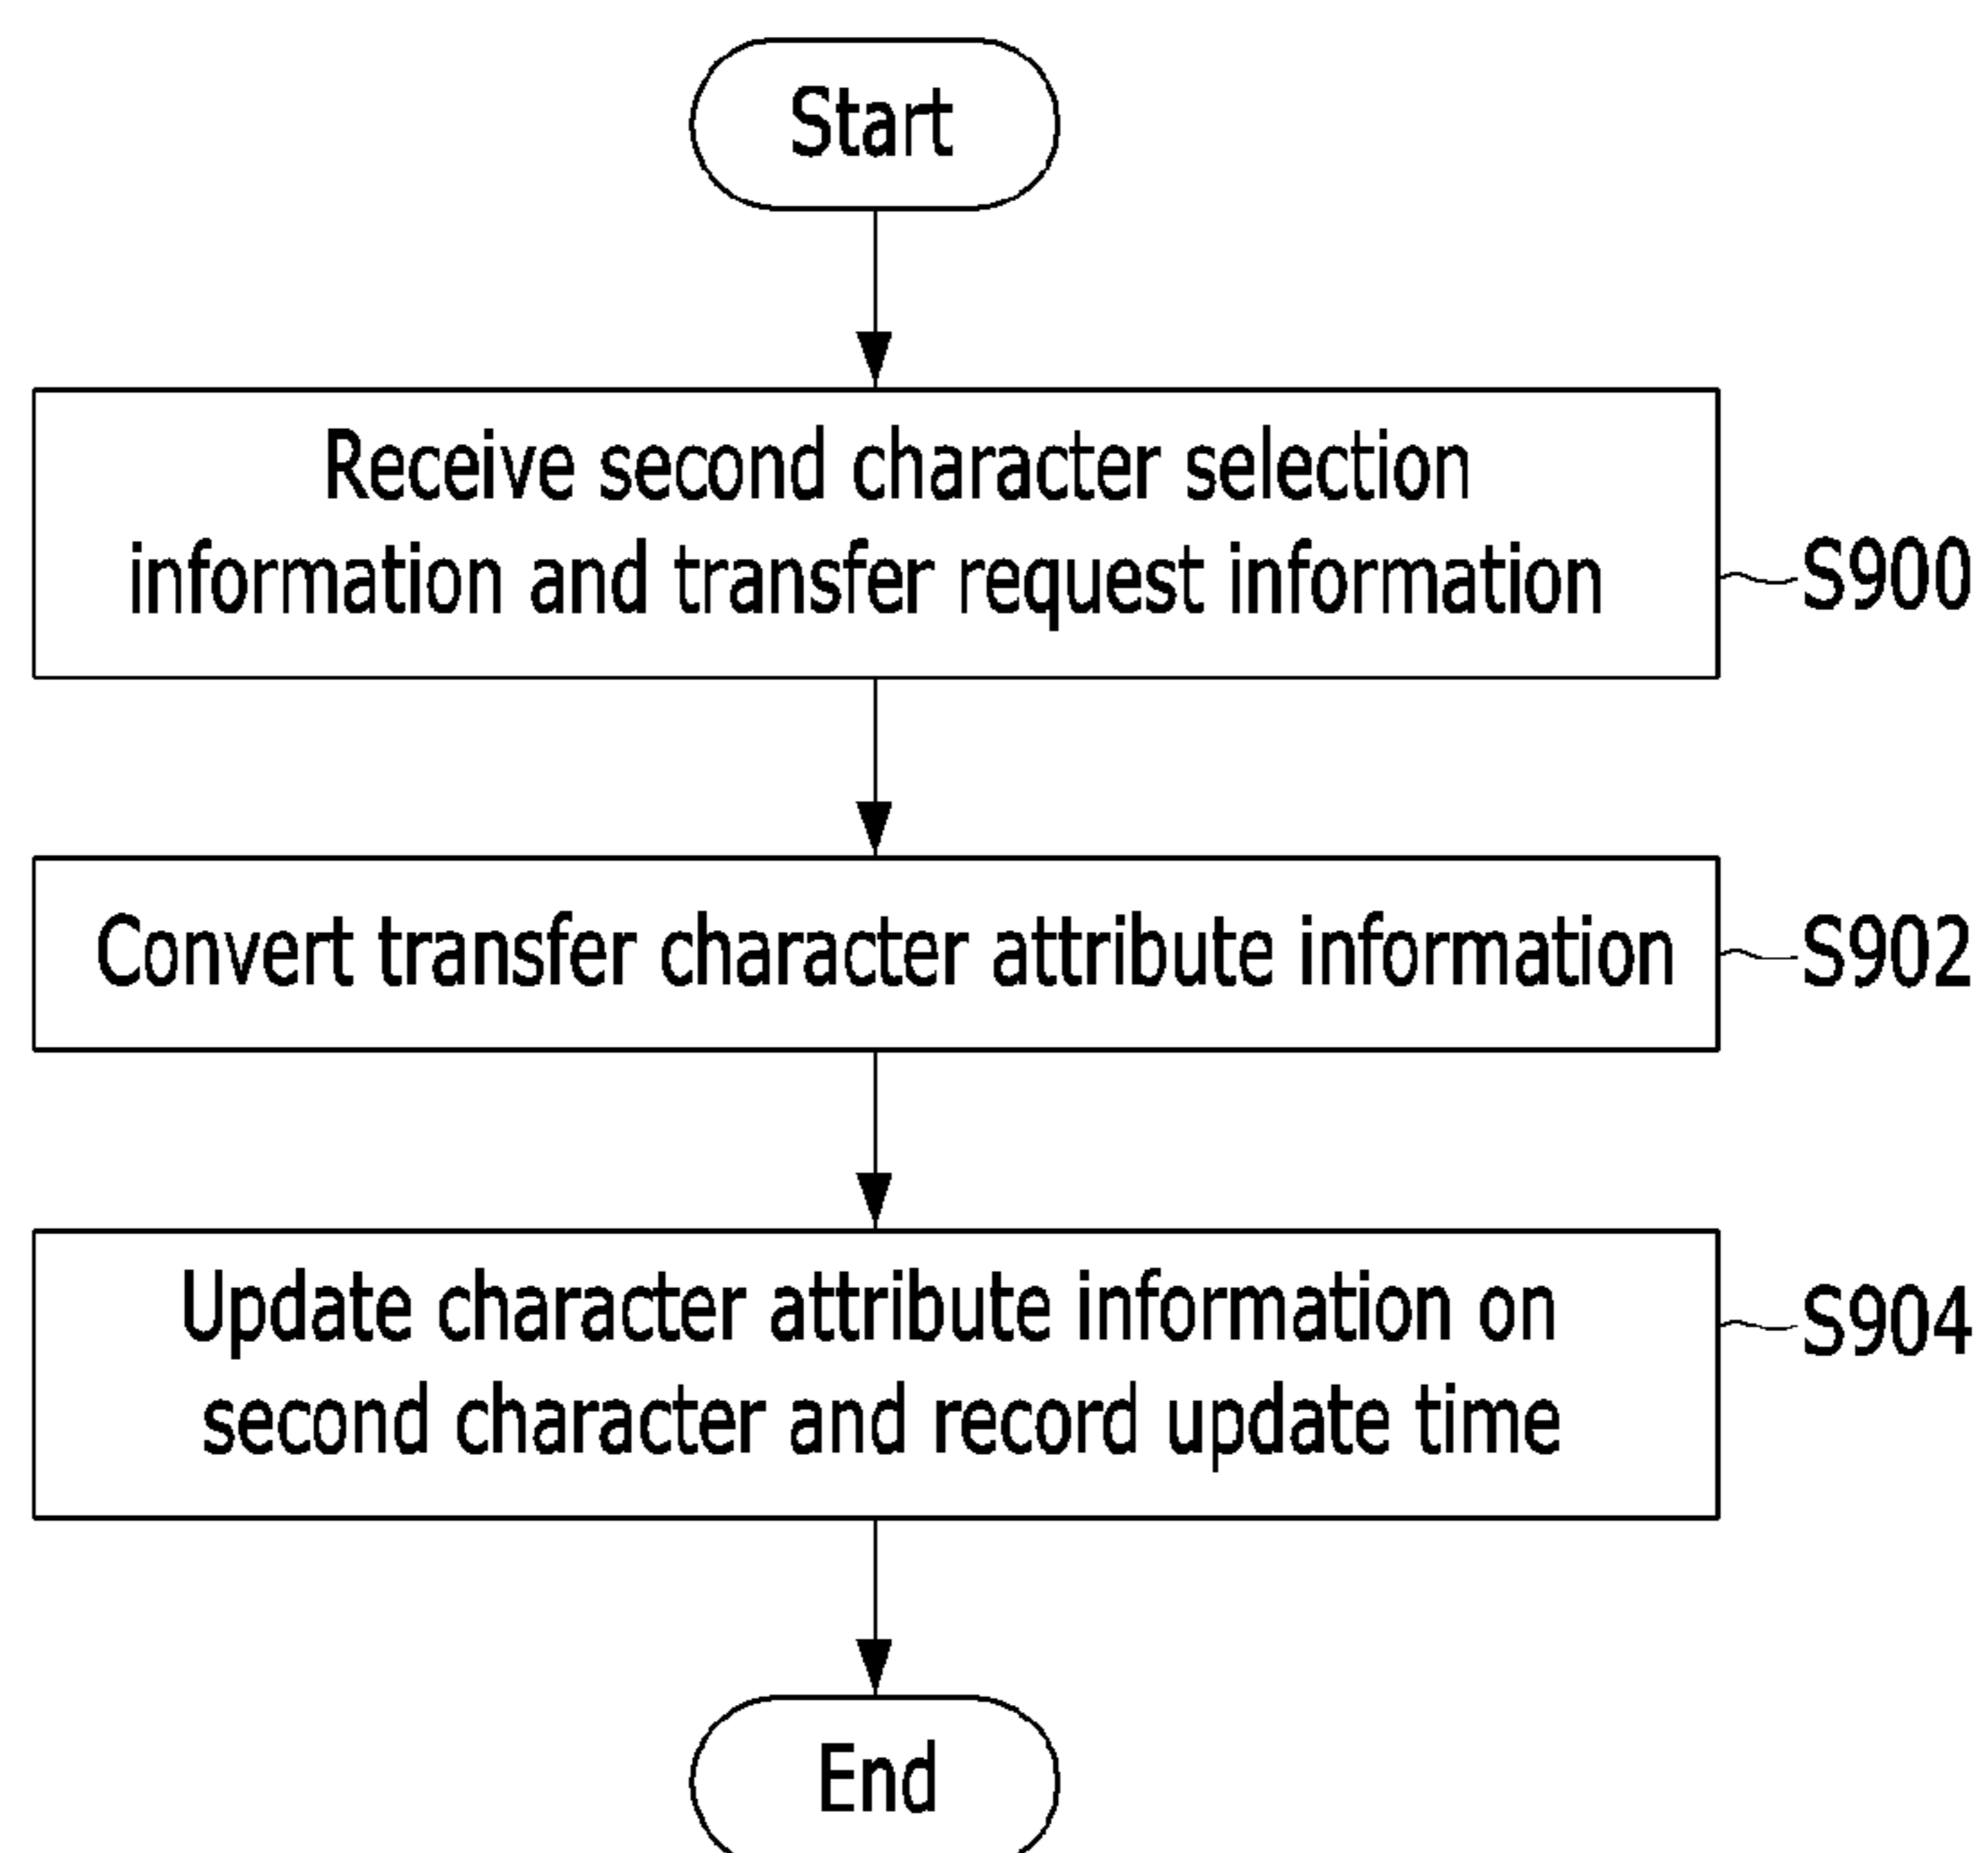 Start
Receive second character selection
information and transfer request information
S900
Convert transfer character attribute information
S902
Update character attribute information on
second character and record update time
S904
End